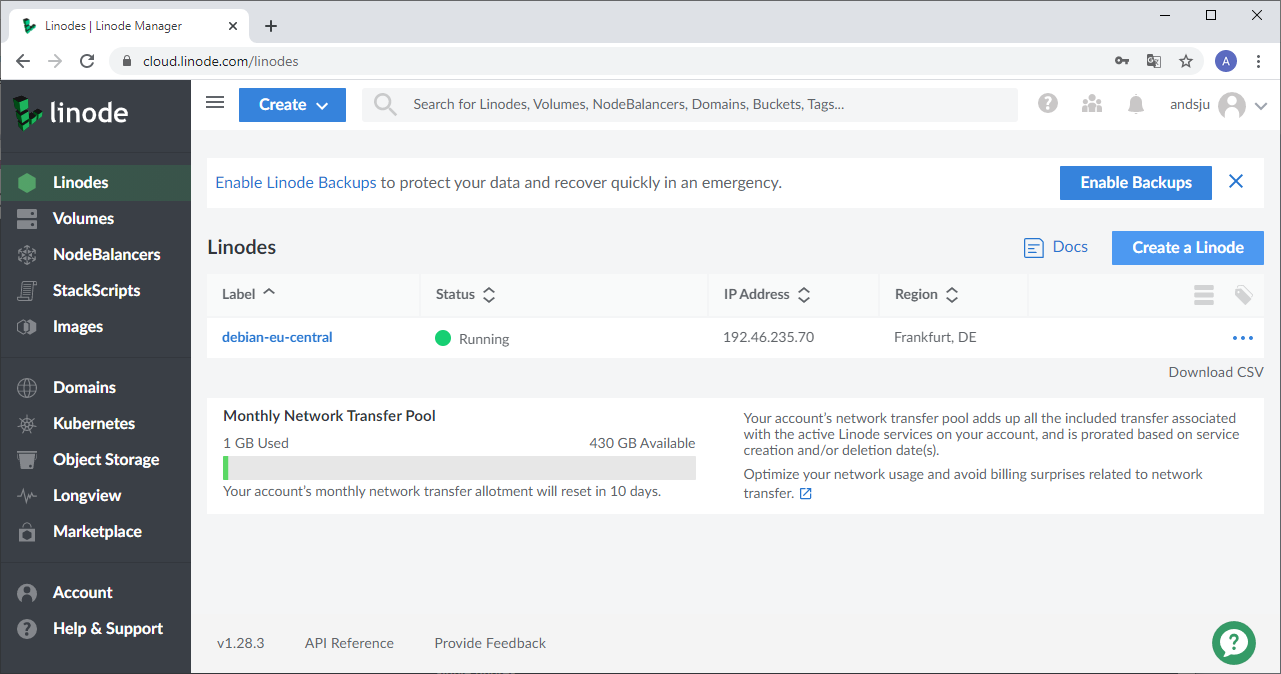 Linodes | Linode Manager
cloud.linode.com/linodes
A
linode
Create
Search for Linodes, Volumes, NodeBalancers, Domains, Buckets, Tags...
andsju
Linodes
Volumes
NodeBalancers
StackScripts
Images
Domains
Kubernetes
Object Storage
Longview
Marketplace
Account
Help & Support
Enable Linode Backups to protect your data and recover quickly in an emergency.
Enable Backups
Linodes
Docs
Create a Linode
Label
Status
IP Address
Region
debian-eu-central
Running
192.46.235.70
Frankfurt, DE
Download CSV
Monthly Network Transfer Pool
1 GB Used
430 GB Available
Your account's monthly network transfer allotment will reset in 10 days.
Your account's network transfer pool adds up all the included transfer associated
with the active Linode services on your account, and is prorated based on service
creation and/or deletion date(s).
Optimize your network usage and avoid billing surprises related to network
transfer.
v1.28.3
API Reference
Provide Feedback